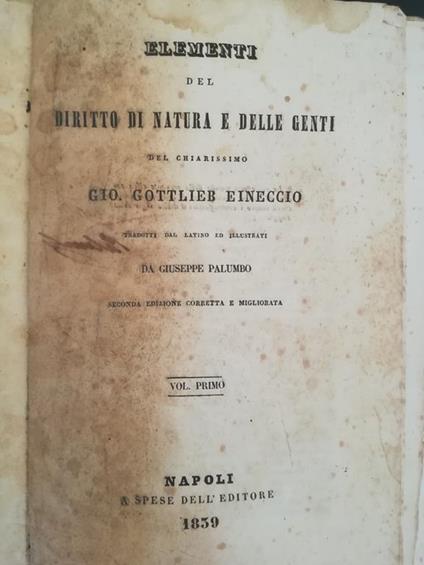 ELEMENTI
DEL
DIRITTO DI NATURA E DELLE GENTI
DEL CHIARISSIMO
GIO. GOTTLIEB EINECCIO
TRADOTTI DAL LATINO ED ILLUSTRATI
DA GIUSEPPE PALUMBO
SECONDA EDIZIONE CORRETTA E MIGLIORATA
VOL. PRIMO
NAPOLI
A SPESE DELL'EDITORE
1839